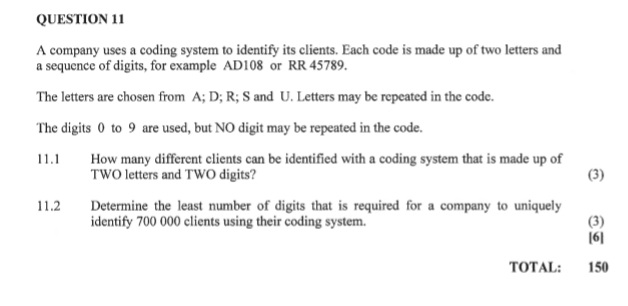 QUESTION 11
A company uses a coding system to identify its clients. Each code is made up of two letters and
a sequence of digits, for example AD108 or RR 45789.
The letters are chosen from A; D; R; S and U. Letters may be repeated in the code.
The digits 0 to 9 are used, but NO digit may be repeated in the code.
11.1 How many different clients can be identified with a coding system that is made up of
TWO letters and TWO digits? (3)
11.2 Determine the least number of digits that is required for a company to uniquely
identify 700 000 clients using their coding system. (3)
[6]
TOTAL: 150